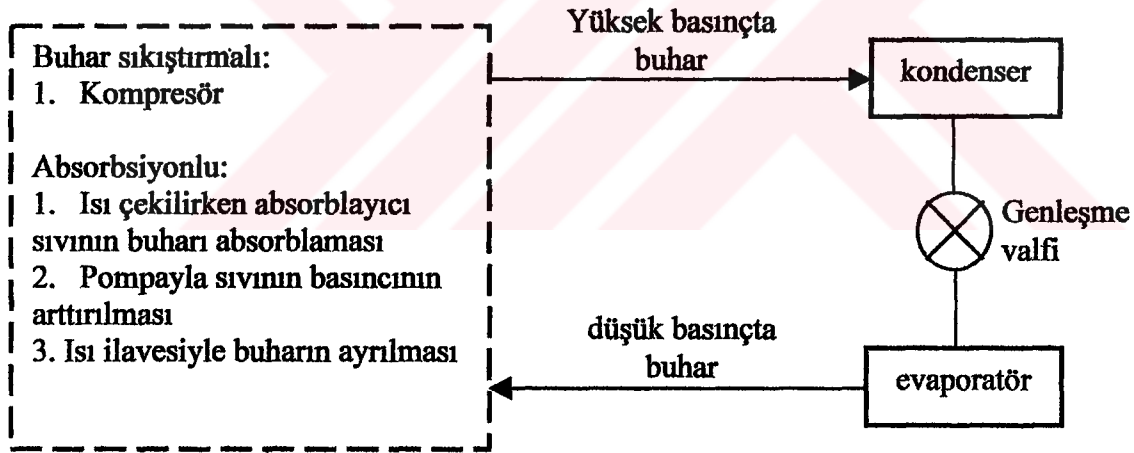 Buhar sıkıştırmalı:
1. Kompresör
Absorbsiyonlu:
1. Isı çekilirken absorblayıcı
sıvının buharı absorblaması
2. Pompayla sıvının basıncının
arttırılması
3. Isı ilavesiyle buharın ayrılması
Yüksek basınçta
buhar
kondenser
Genleşme
valfi
düşük basınçta
buhar
evaporatör